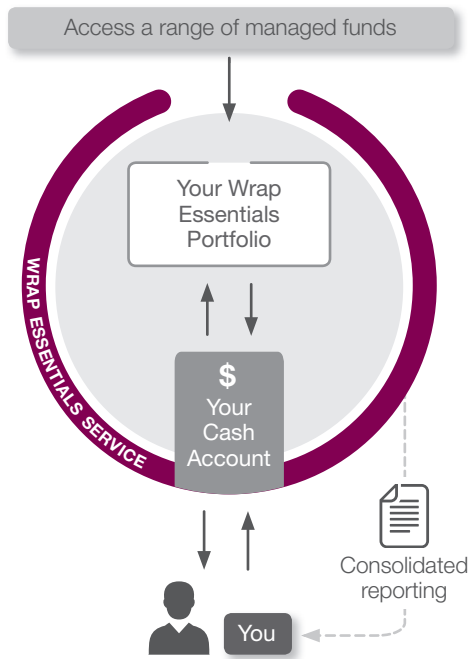 Access a range of managed funds
Your Wrap
Essentials
Portfolio
WRAP ESSENTIALS SERVICE
$
Your
Cash
Account
Consolidated
reporting
You